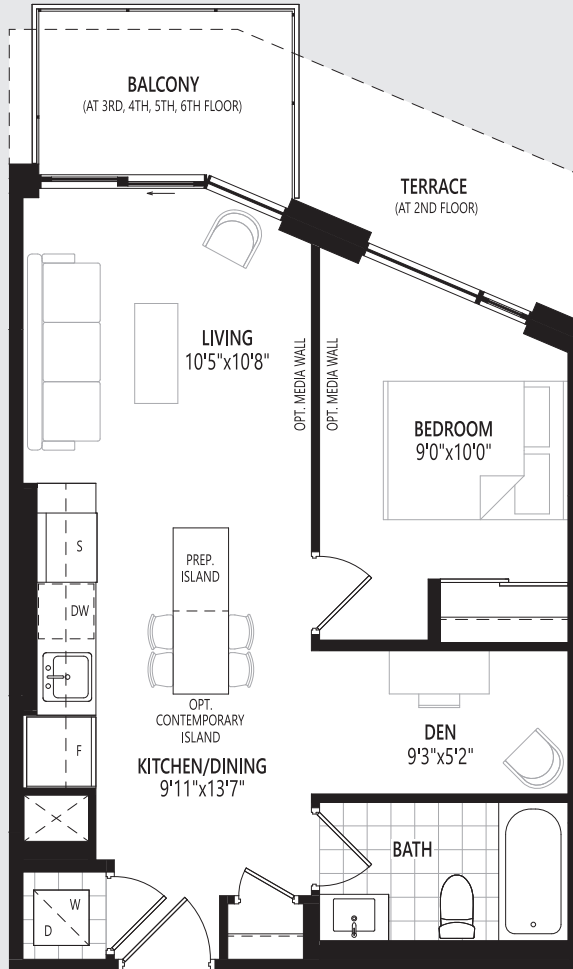 BALCONY
(AT 3RD, 4TH, 5TH, 6TH FLOOR)
TERRACE
(AT 2ND FLOOR)
LIVING
10'5"x10'8"
OPT. MEDIA WALL
OPT. MEDIA WALL
BEDROOM
9'0"x10'0"
S
PREP.
ISLAND
DW
OPT.
CONTEMPORARY
ISLAND
F
DEN
9'3"x5'2"
KITCHEN/DINING
9'11"x13'7"
BATH
W
D